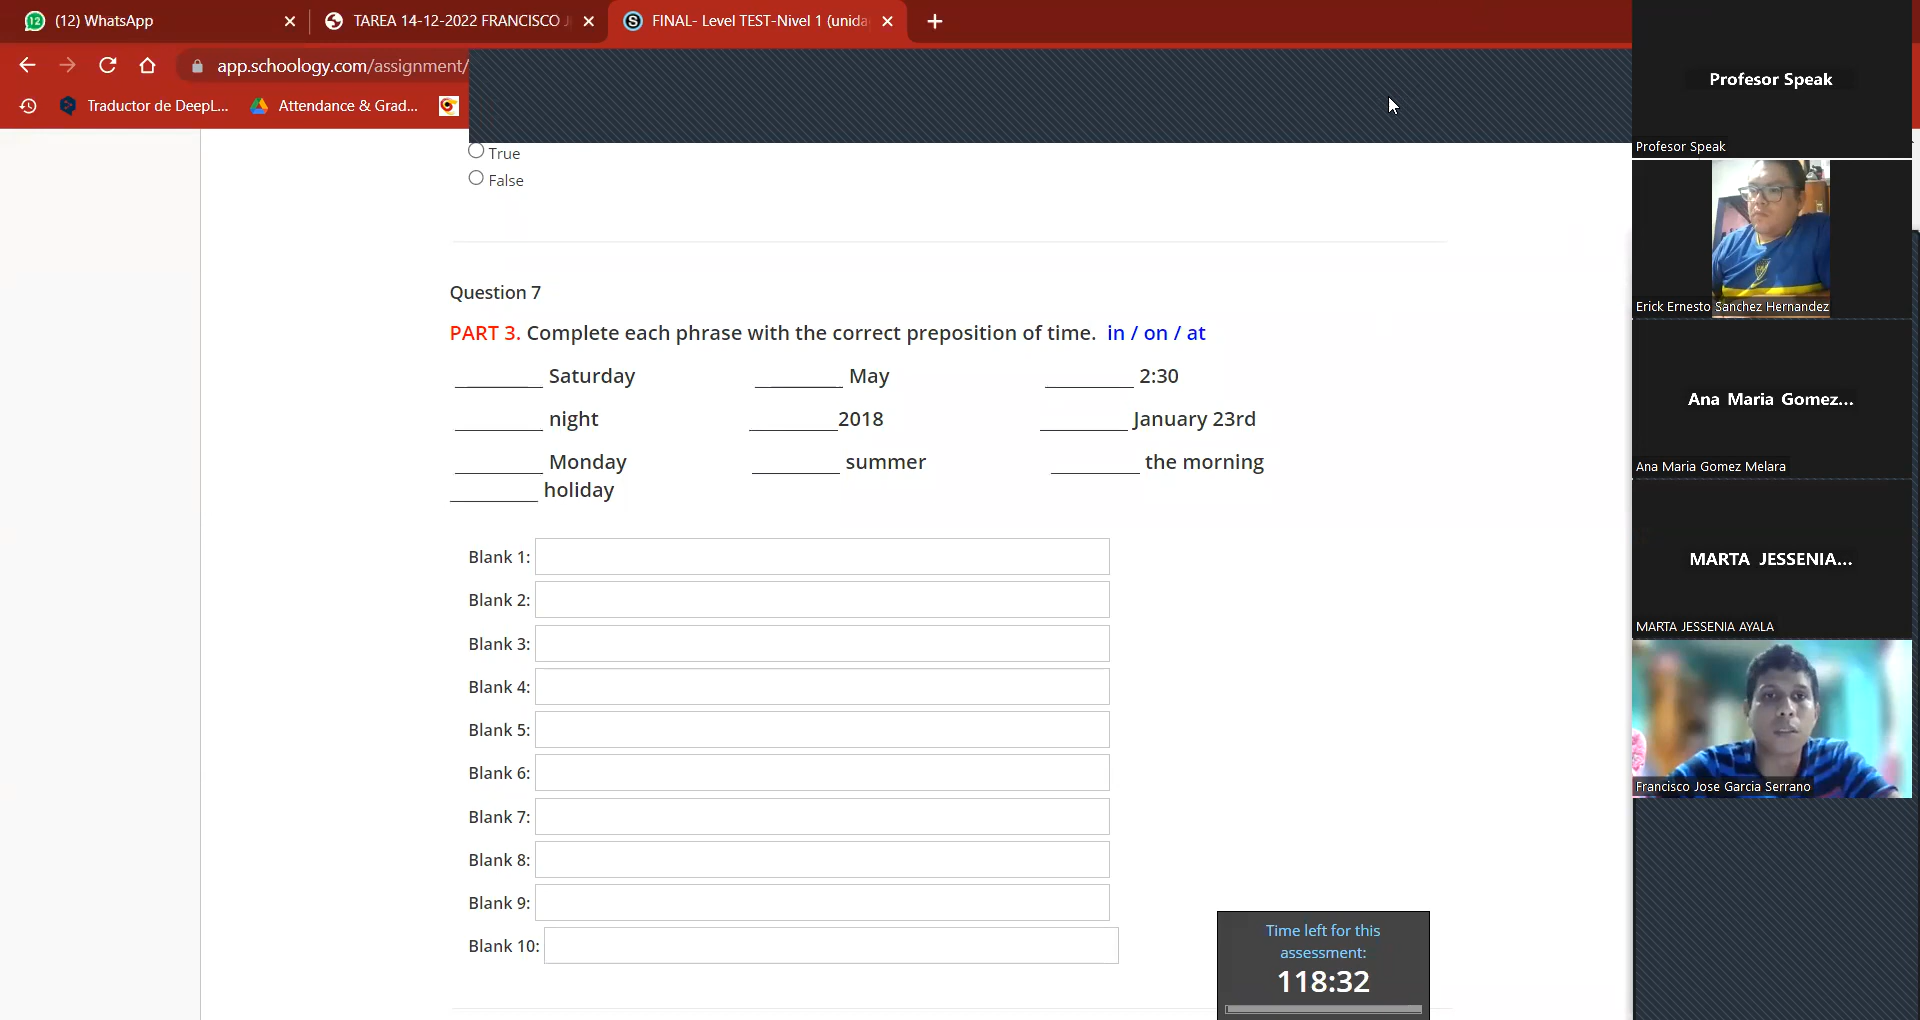 (12) WhatsApp
TAREA 14-12-2022 FRANCISCO J
FINAL- Level TEST-Nivel 1 (unida
app.schoology.com/assignment/
Traductor de DeepL...
Attendance & Grad...
True
False
Question 7
PART 3. Complete each phrase with the correct preposition of time. in / on / at
________ Saturday ________ May ________ 2:30
________ night ________2018 ________ January 23rd
________ Monday ________ summer ________ the morning
________ holiday
Blank 1:
Blank 2:
Blank 3:
Blank 4:
Blank 5:
Blank 6:
Blank 7:
Blank 8:
Blank 9:
Blank 10:
Time left for this
assessment:
118:32
Profesor Speak
Profesor Speak
Erick Ernesto Sanchez Hernandez
Ana Maria Gomez...
Ana Maria Gomez Melara
MARTA JESSENIA...
MARTA JESSENIA AYALA
Francisco Jose Garcia Serrano